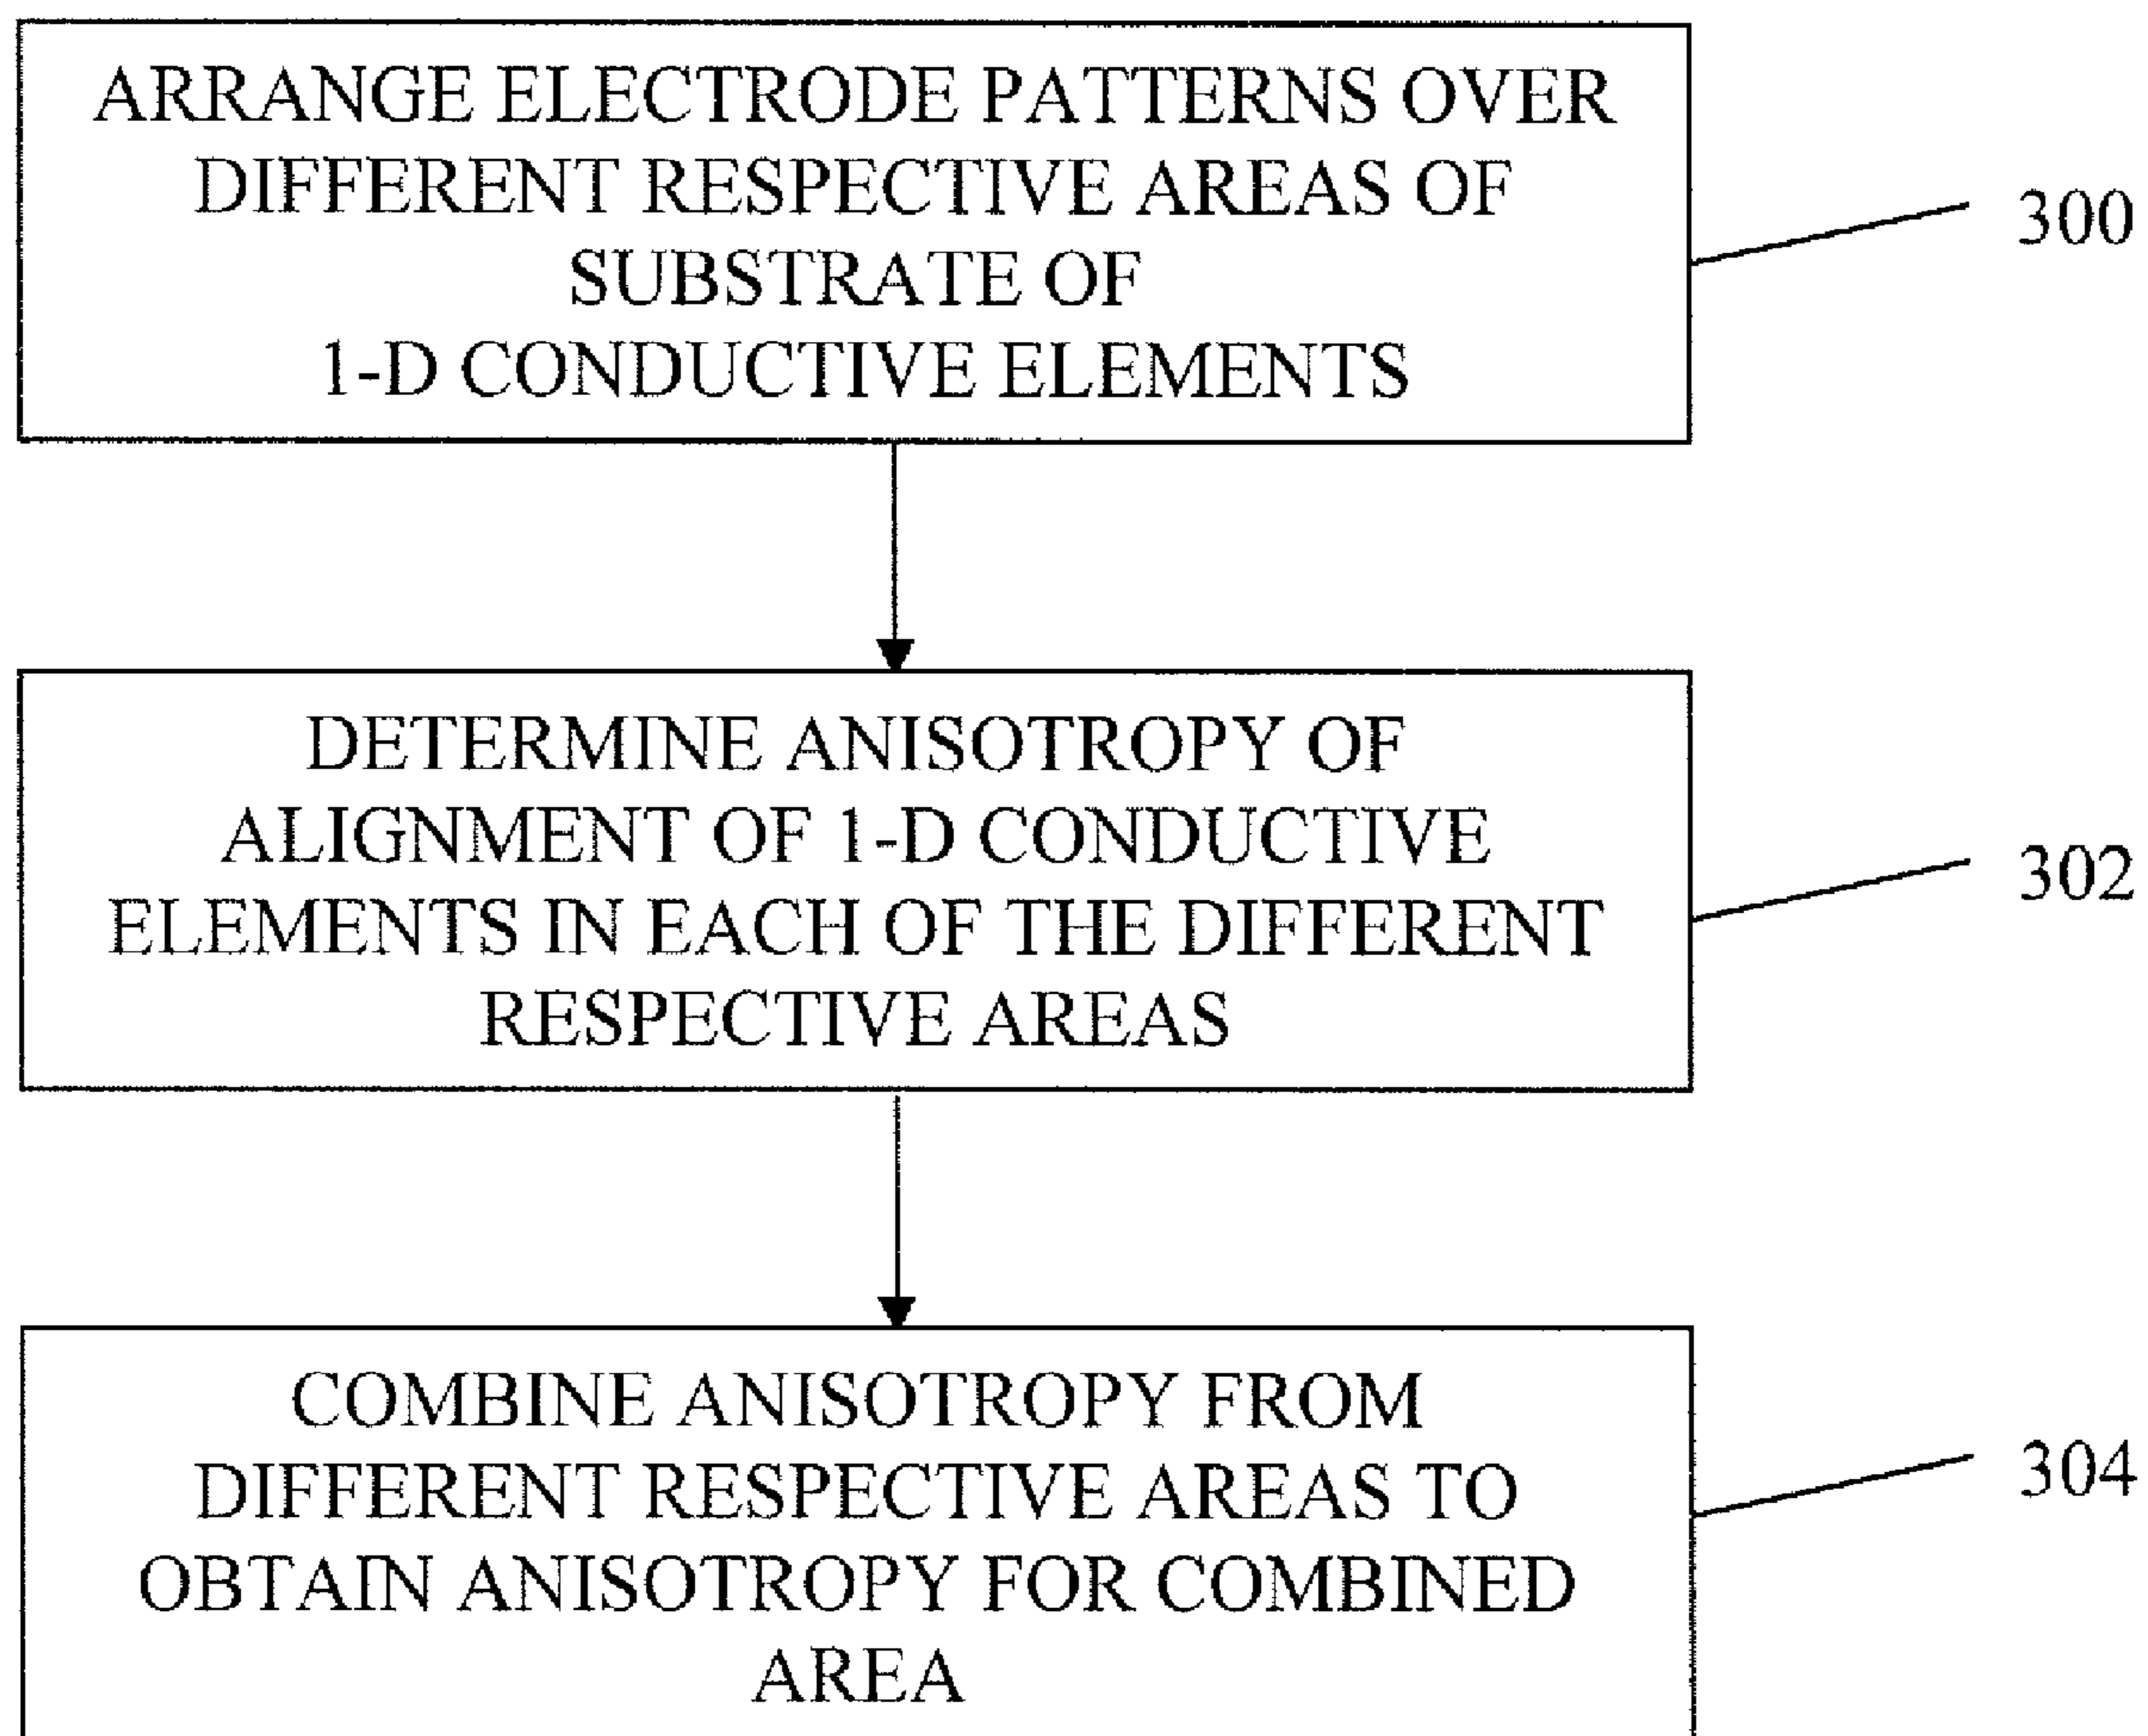 ARRANGE ELECTRODE PATTERNS OVER
DIFFERENT RESPECTIVE AREAS OF
SUBSTRATE OF
1-D CONDUCTIVE ELEMENTS
300
DETERMINE ANISOTROPY OF
ALIGNMENT OF 1-D CONDUCTIVE
ELEMENTS IN EACH OF THE DIFFERENT
RESPECTIVE AREAS
302
COMBINE ANISOTROPY FROM
DIFFERENT RESPECTIVE AREAS TO
OBTAIN ANISOTROPY FOR COMBINED
AREA
304